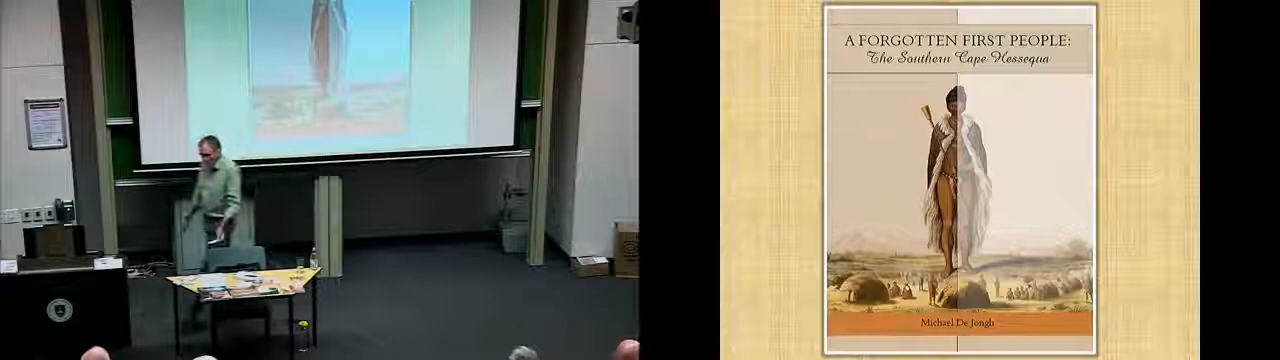 A FORGOTTEN FIRST PEOPLE:
The Southern Cape Hessequa
Michael De Jongh